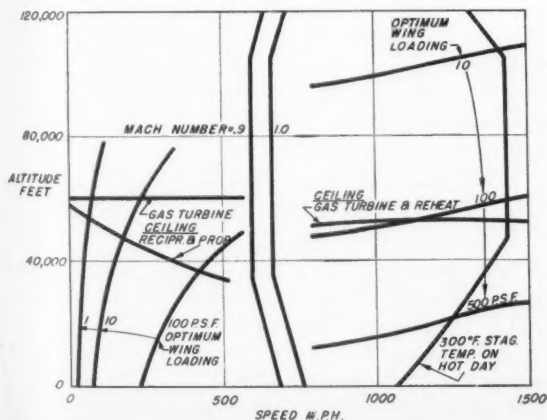 120,000
80,000
ALTITUDE
FEET
40,000
0
OPTIMUM
WING
LOADING
10
MACH NUMBER=.9
1.0
GAS TURBINE
CEILING
RECIPR. & PROP.
CEILING
GAS TURBINE & REHEAT
100
1
10
100 P.S.F.
OPTIMUM
WING
LOADING
500 P.S.F.
300°F. STAG.
TEMP. ON
HOT DAY
0
500
1000
1500
SPEED M.P.H.